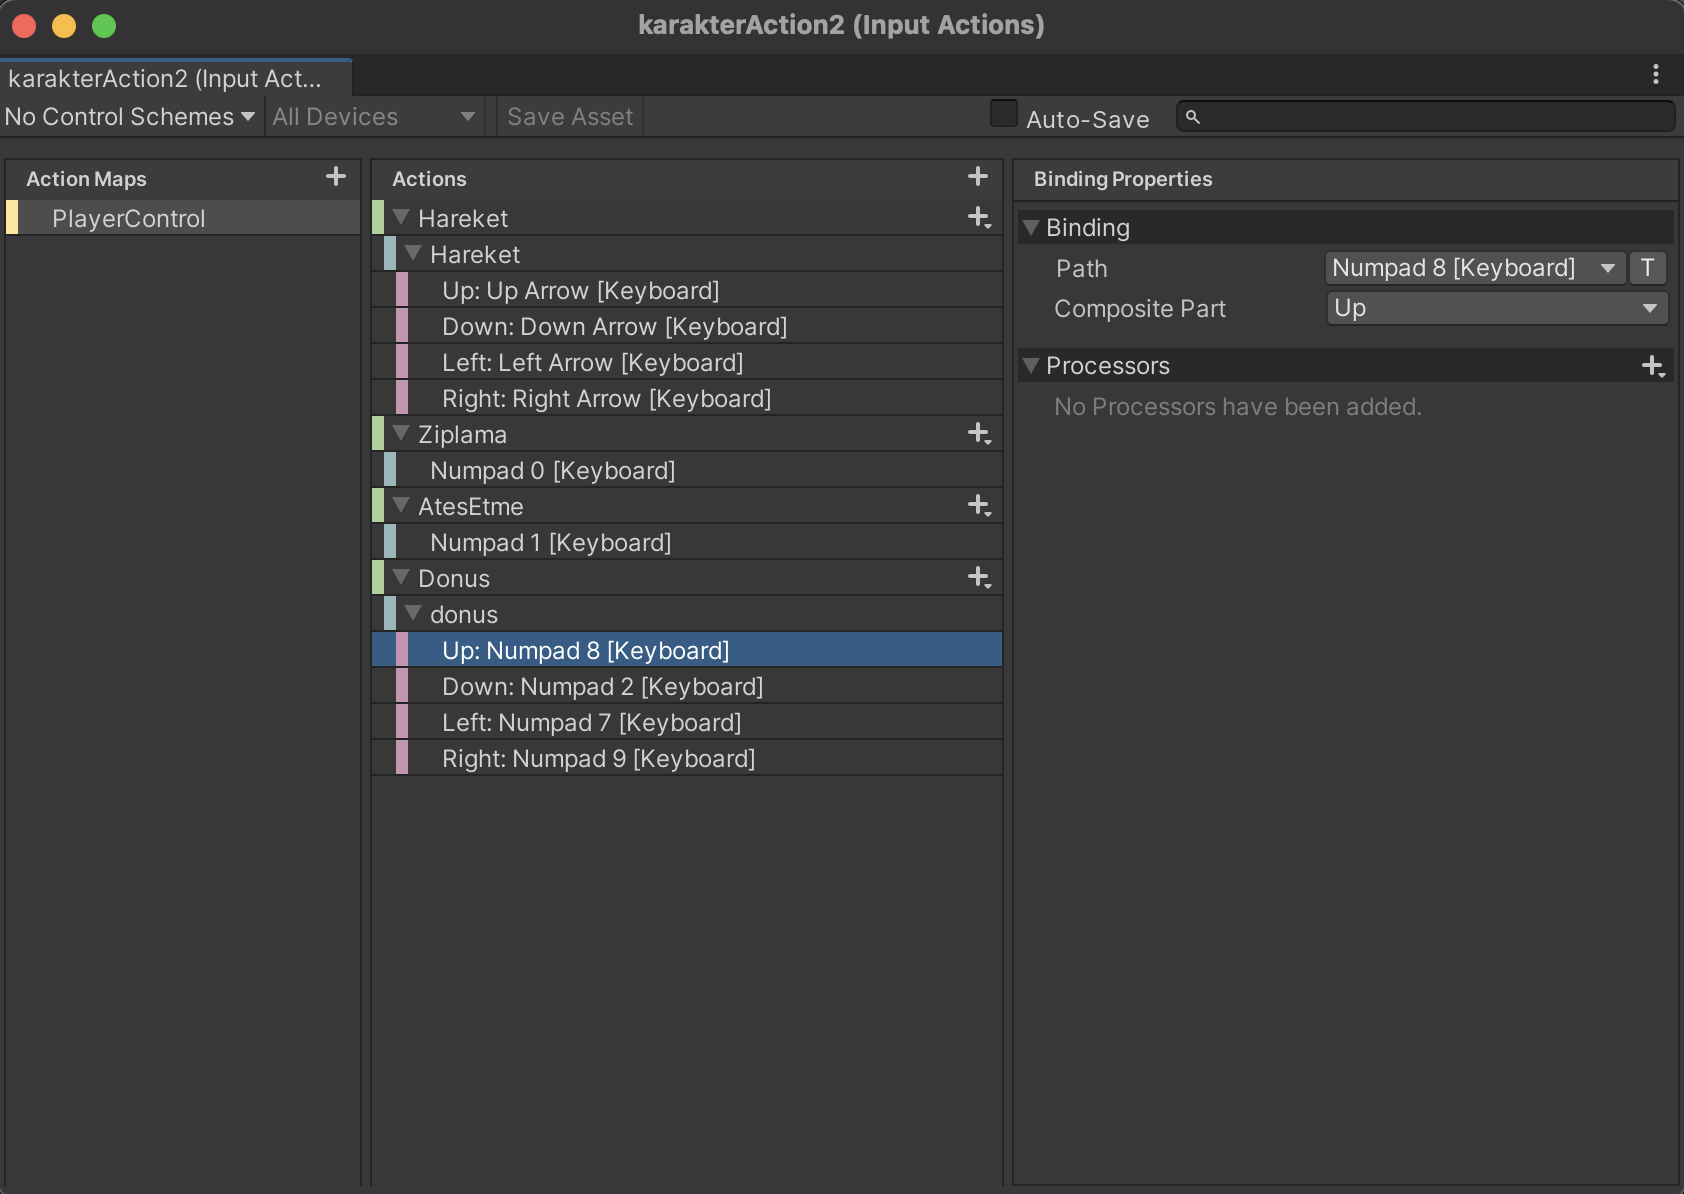 karakterAction2 (Input Actions)
karakterAction2 (Input Act...
No Control Schemes
All Devices
Save Asset
Auto-Save
Action Maps
PlayerControl
Actions
Hareket
Hareket
Up: Up Arrow [Keyboard]
Down: Down Arrow [Keyboard]
Left: Left Arrow [Keyboard]
Right: Right Arrow [Keyboard]
Ziplama
Numpad 0 [Keyboard]
AtesEtme
Numpad 1 [Keyboard]
Donus
donus
Up: Numpad 8 [Keyboard]
Down: Numpad 2 [Keyboard]
Left: Numpad 7 [Keyboard]
Right: Numpad 9 [Keyboard]
Binding Properties
Binding
Path
Numpad 8 [Keyboard]
T
Composite Part
Up
Processors
No Processors have been added.